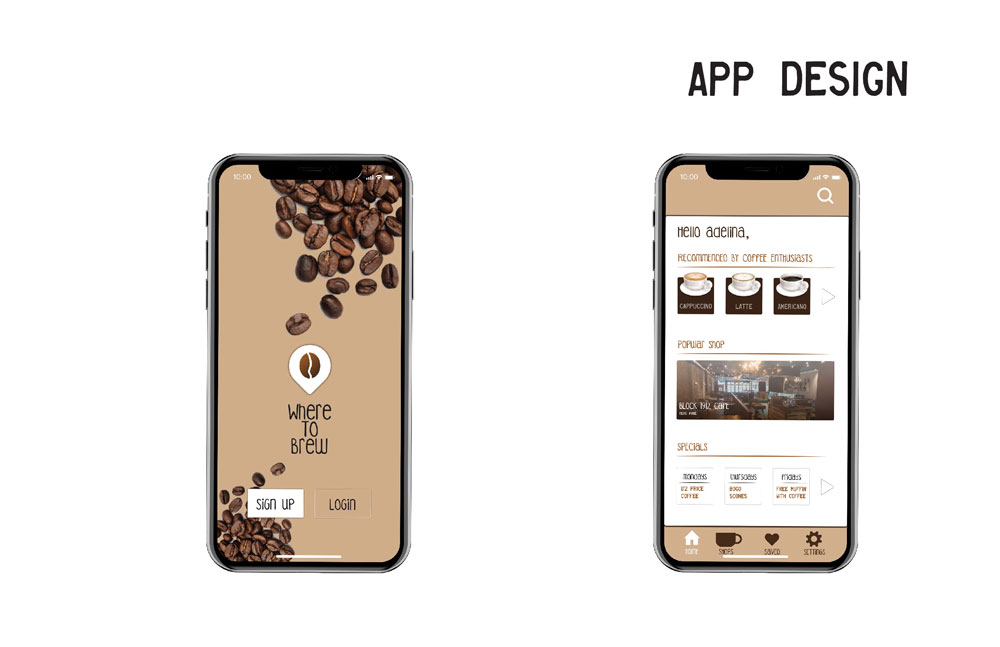 APP DESIGN
10:00
Where
To
Brew
SIGN UP
LOGIN
10:00
Hello adelina,
RECOMMENDED BY COFFEE ENTHUSIASTS
CAPPUCCINO
LATTE
AMERICANO
POPULAR SHOP
BLOCK 1912 CAFE
SPECIALS
MONDAYS
1/2 PRICE
COFFEE
thursdays
BOGO
SCONES
FRIDAYS
FREE MUFFIN
WITH COFFEE
HOME
SHOPS
SAVED
SETTINGS